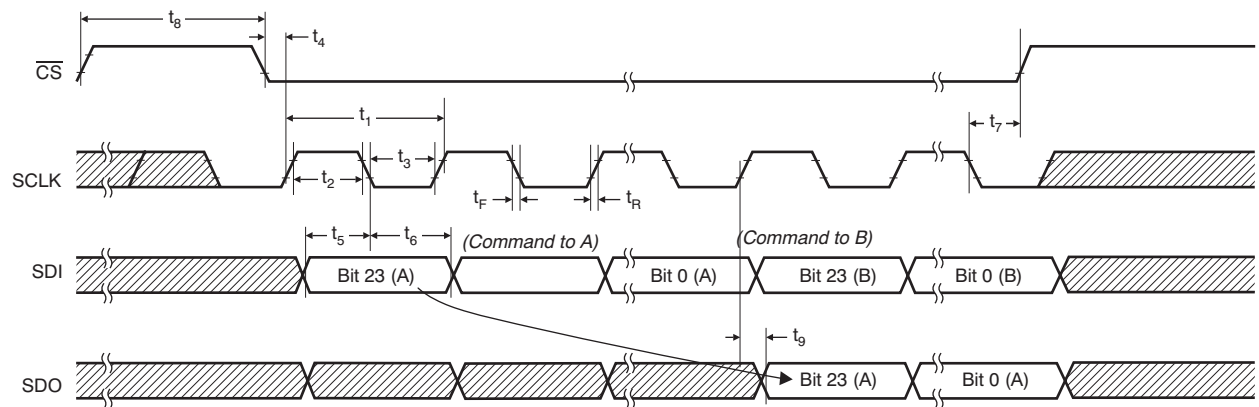 t8
t4
CS
t1
t7
t3
SCLK
t2
tF
tR
t5
t6
(Command to A)
(Command to B)
SDI
Bit 23 (A)
Bit 0 (A)
Bit 23 (B)
Bit 0 (B)
t9
SDO
Bit 23 (A)
Bit 0 (A)